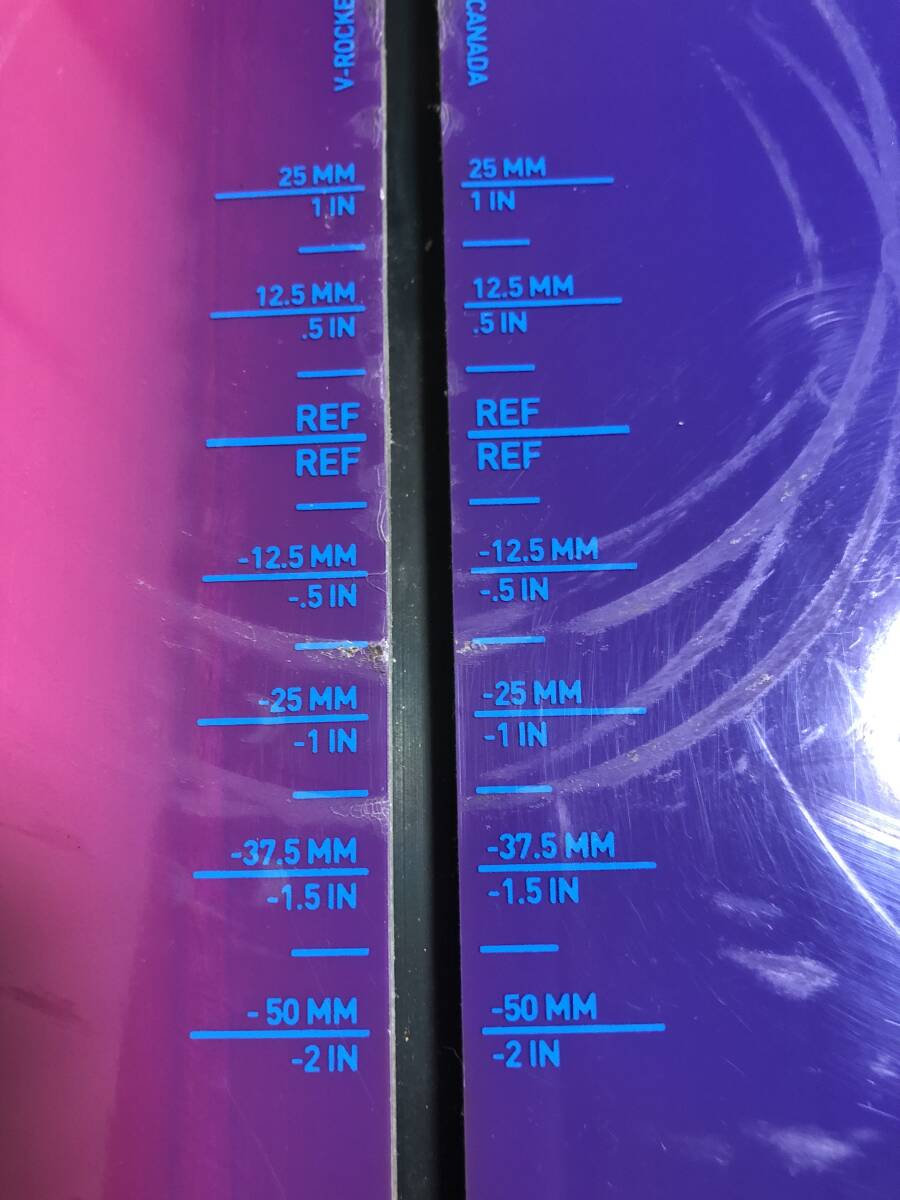 V-ROCKE
25 MM
1 IN
12.5 MM
.5 IN
REF
REF
-12.5 MM
-.5 IN
-25 MM
-1 IN
-37.5 MM
-1.5 IN
- 50 MM
-2 IN
CANADA
25 MM
1 IN
12.5 MM
.5 IN
REF
REF
-12.5 MM
-.5 IN
-25 MM
-1 IN
-37.5 MM
-1.5 IN
-50 MM
-2 IN